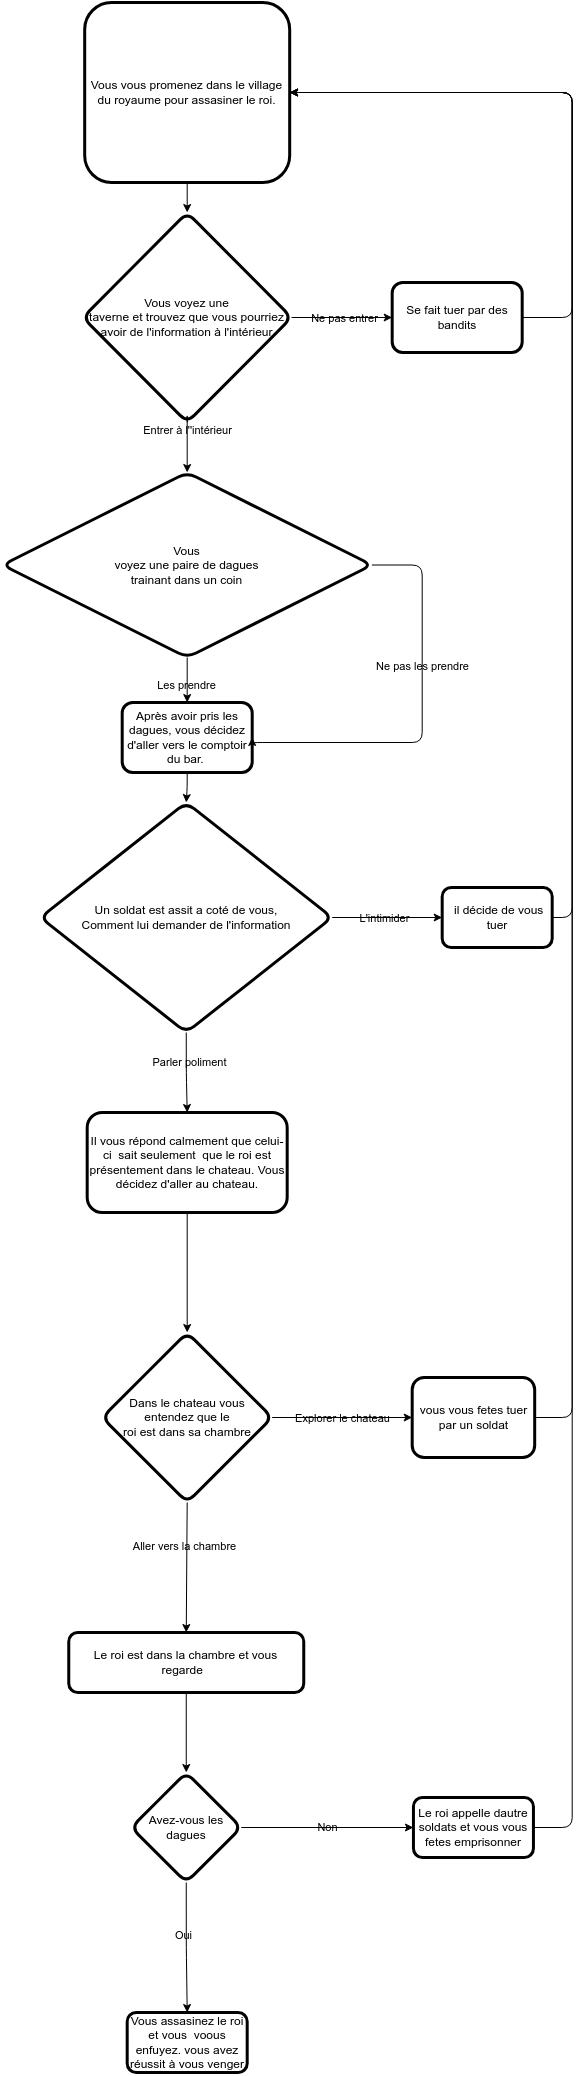 Vous vous promenez dans le village
du royaume pour assasiner le roi.
Vous voyez une
taverne et trouvez que vous pourriez
avoir de l'information à l'intérieur
Ne pas entrer
Se fait tuer par des
bandits
Entrer à l''intérieur
Vous
voyez une paire de dagues
trainant dans un coin
Ne pas les prendre
Les prendre
Après avoir pris les
dagues, vous décidez
d'aller vers le comptoir
du bar.
Un soldat est assit a coté de vous,
Comment lui demander de l'information
L'intimider
il décide de vous
tuer
Parler poliment
Il vous répond calmement que celui-
ci  sait seulement  que le roi est
présentement dans le chateau. Vous
décidez d'aller au chateau.
Dans le chateau vous
entendez que le
roi est dans sa chambre
Explorer le chateau
vous vous fetes tuer
par un soldat
Aller vers la chambre
Le roi est dans la chambre et vous
regarde
Avez-vous les
dagues
Non
Le roi appelle dautre
soldats et vous vous
fetes emprisonner
Oui
Vous assasinez le roi
et vous  voous
enfuyez. vous avez
réussit à vous venger